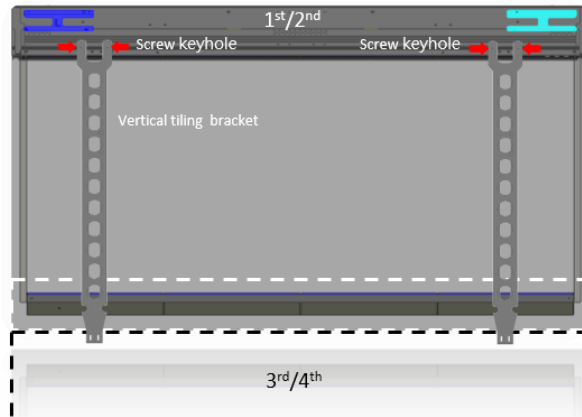 1st/2nd
Screw keyhole
Screw keyhole
Vertical tiling bracket
3rd/4th